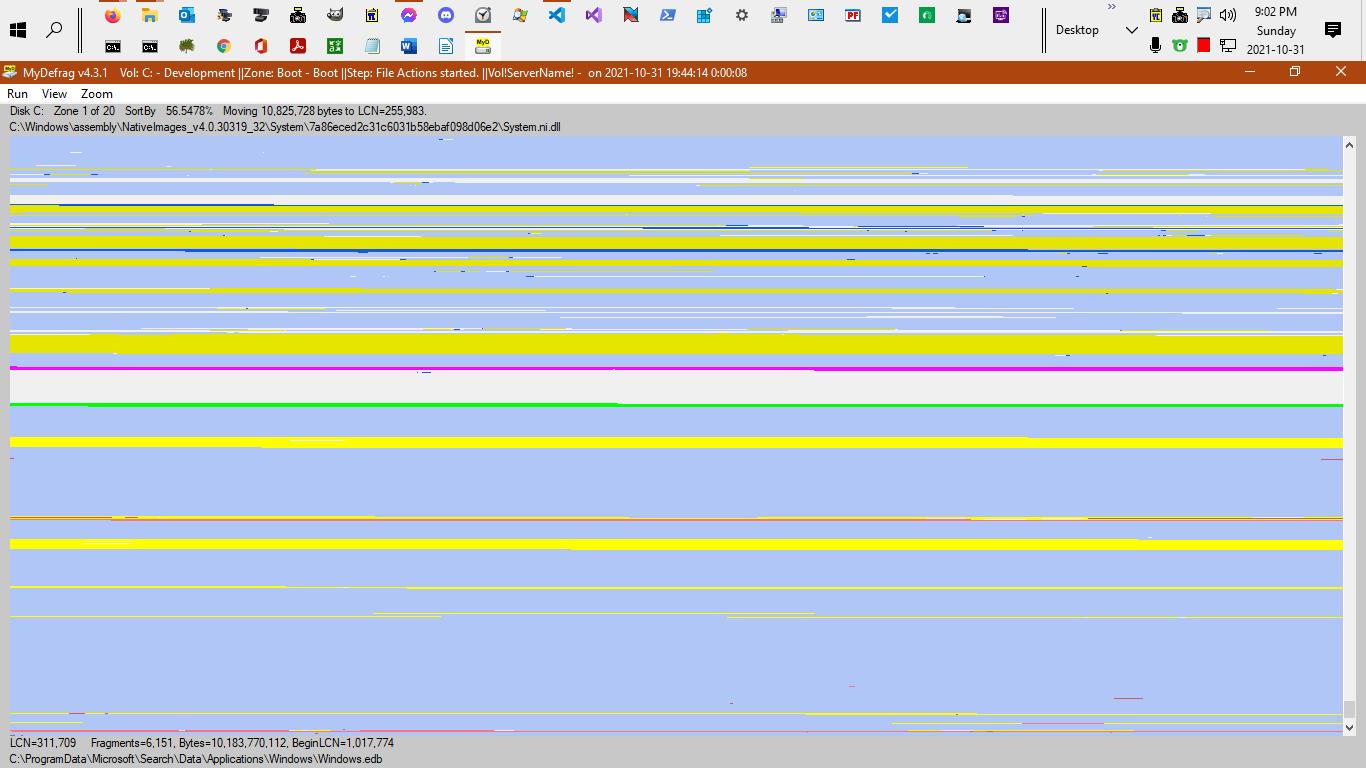 9:02 PM
Desktop
Sunday
2021-10-31
MyDefrag v4.3.1 Vol: C: - Development ||Zone: Boot - Boot ||Step: File Actions started. ||Vol!ServerName! - on 2021-10-31 19:44:14 0:00:08
Run View Zoom
Disk C: Zone 1 of 20 SortBy 56.5478% Moving 10,825,728 bytes to LCN=255,983.
C:\Windows\assembly\NativeImages_v4.0.30319_32\System\7a86eced2c31c6031b58ebaf098d06e2\System.ni.dll
LCN=311,709 Fragments=6,151, Bytes=10,183,770,112, BeginLCN=1,017,774
C:\ProgramData\Microsoft\Search\Data\Applications\Windows\Windows.edb